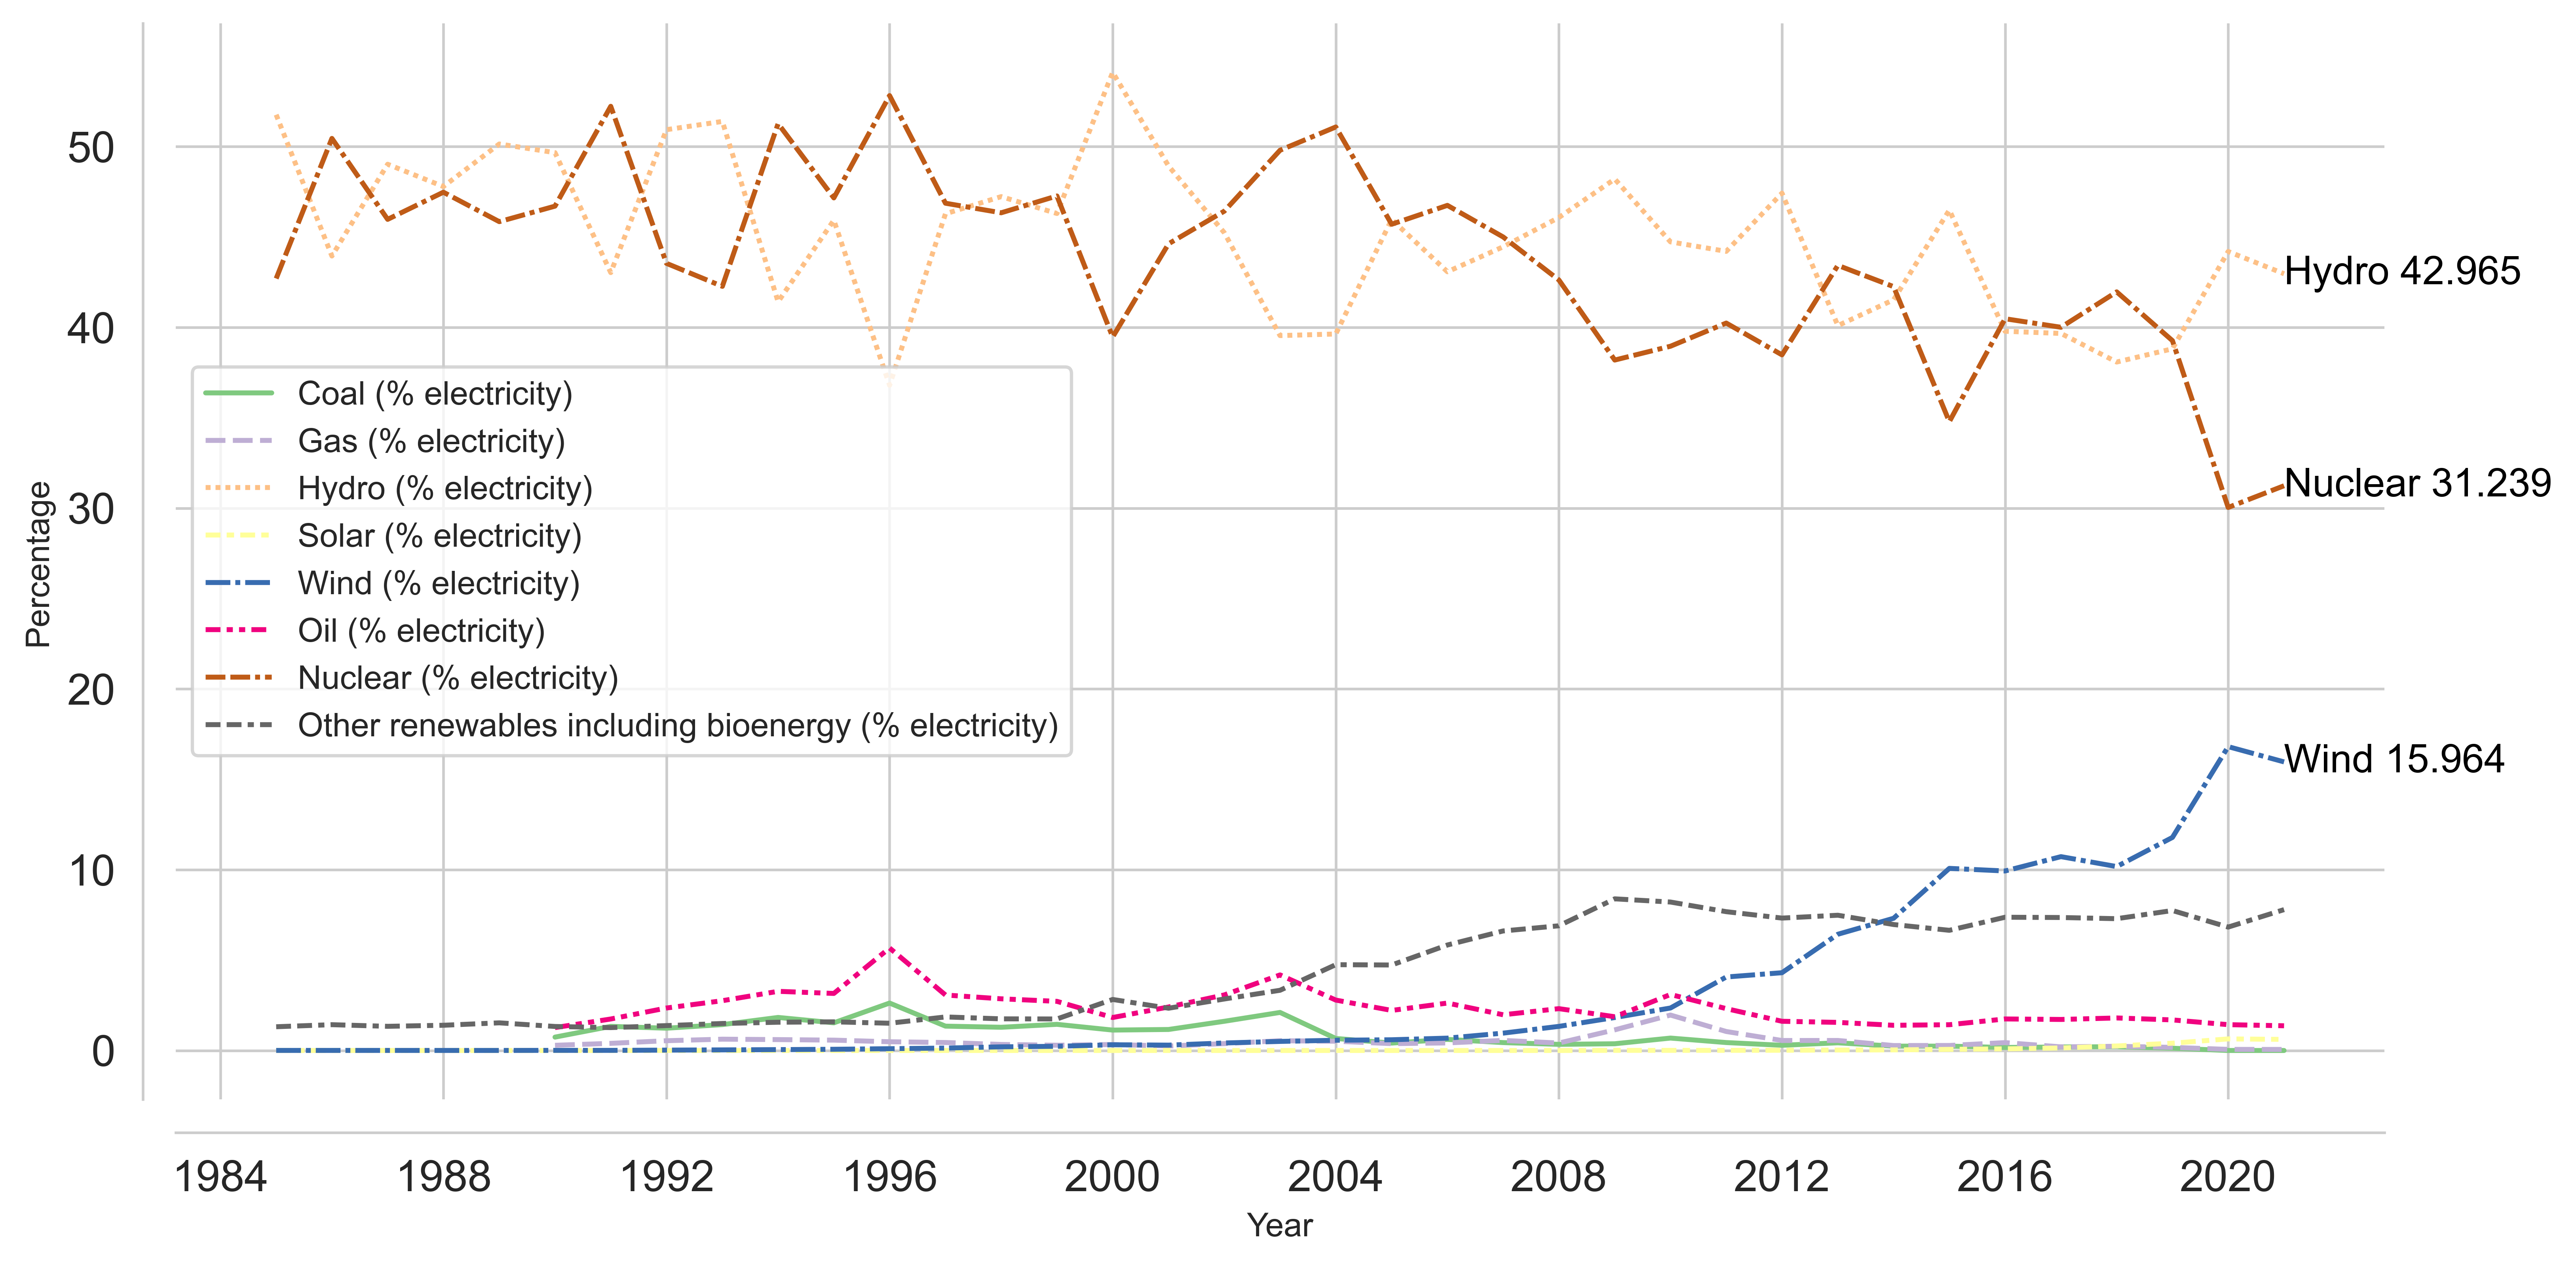 50
40
30
20
10
0
Percentage
Coal (% electricity)
Gas (% electricity)
Hydro (% electricity)
Solar (% electricity)
Wind (% electricity)
Oil (% electricity)
Nuclear (% electricity)
Other renewables including bioenergy (% electricity)
Hydro 42.965
Nuclear 31.239
Wind 15.964
1984 1988 1992 1996 2000 2004 2008 2012 2016 2020
Year